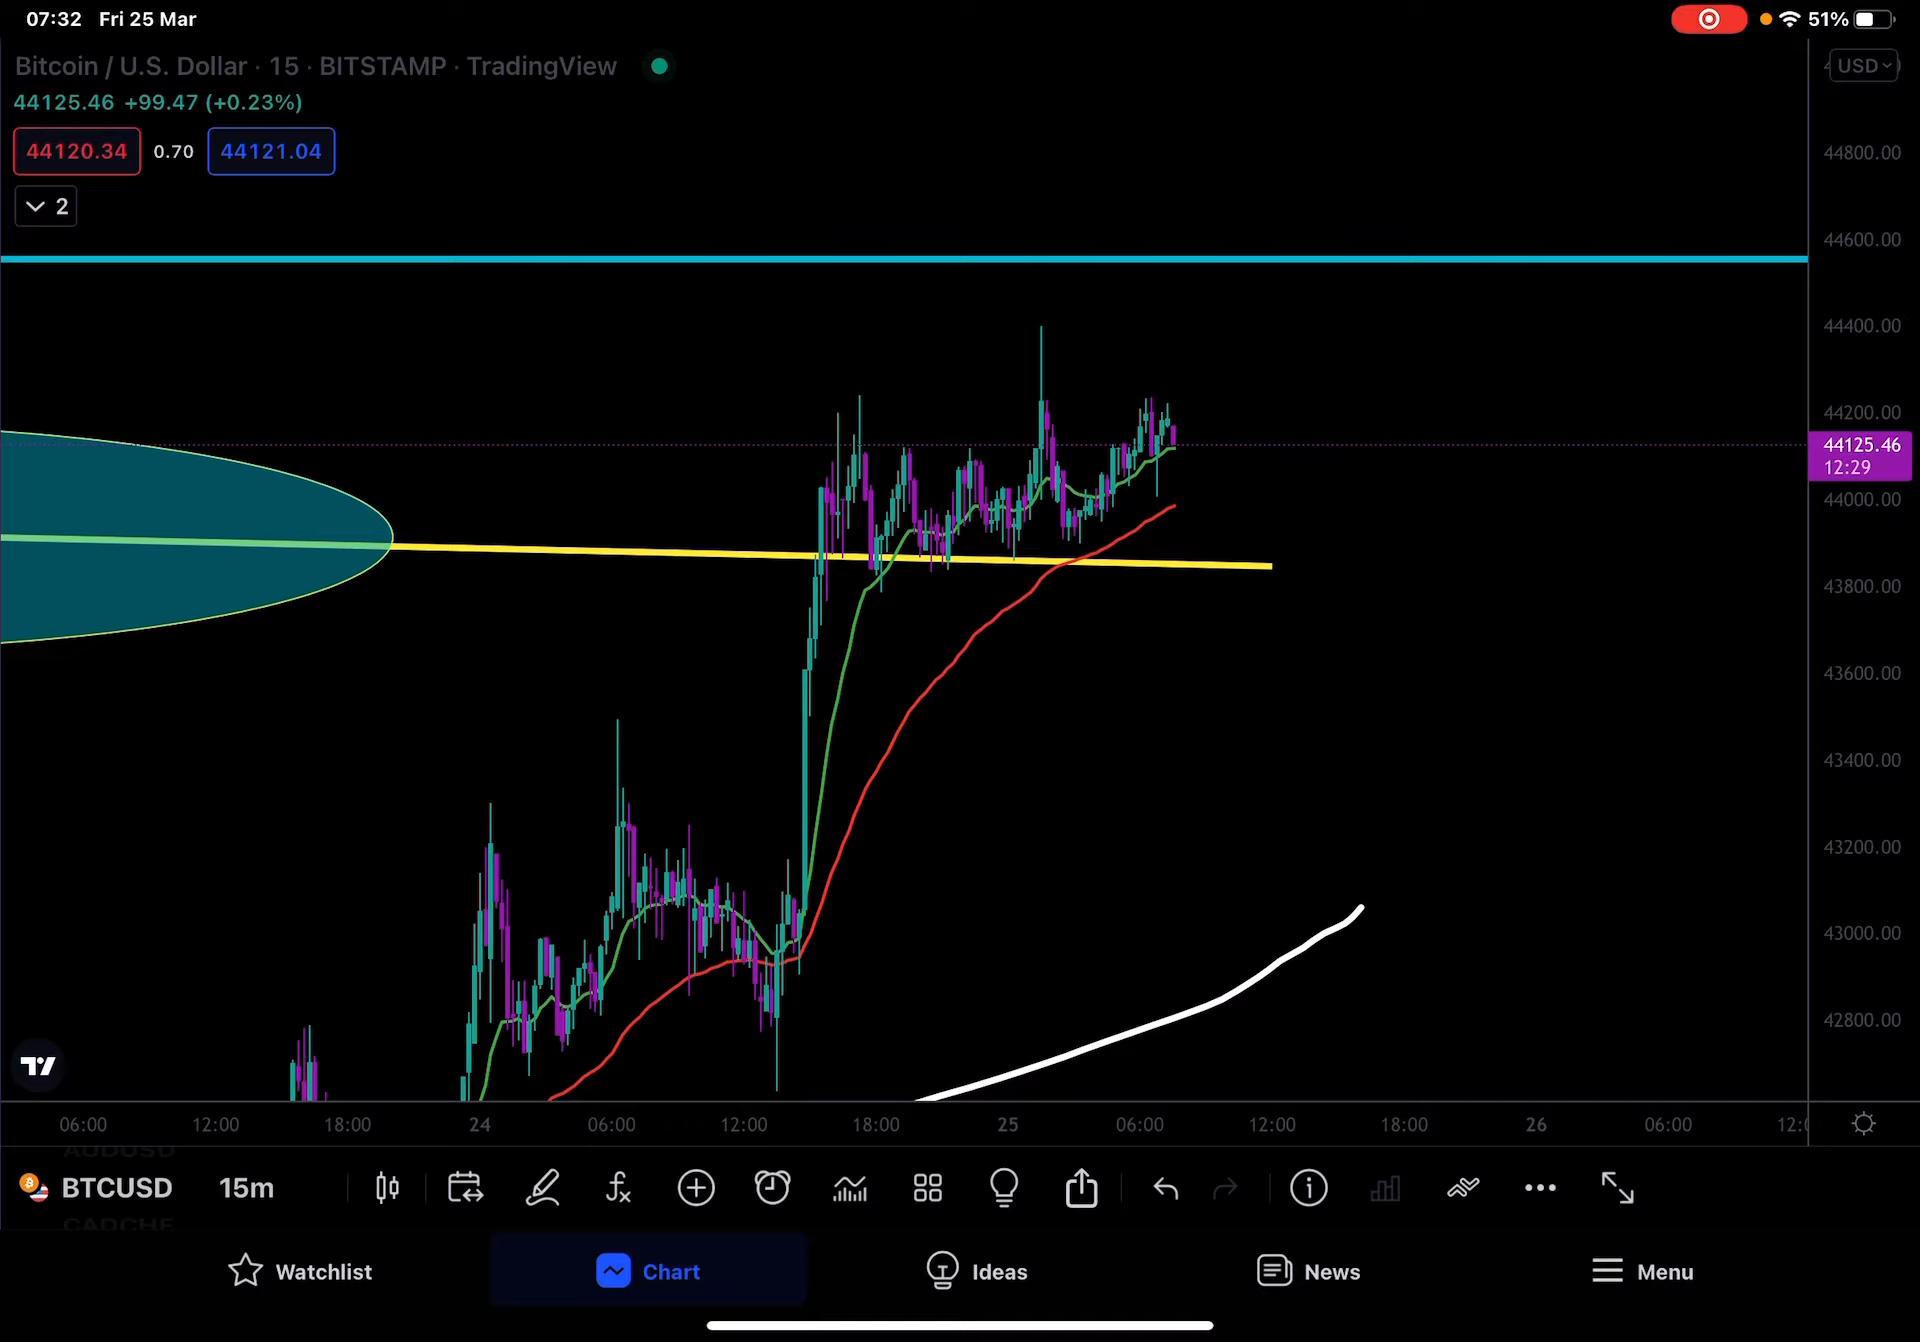 07:32 Fri 25 Mar
51%
Bitcoin / U.S. Dollar · 15 · BITSTAMP · TradingView
USD
44125.46 +99.47 (+0.23%)
44120.34 0.70 44121.04
2
44800.00
44600.00
44400.00
44200.00
44125.46
12:29
44000.00
43800.00
43600.00
43400.00
43200.00
43000.00
42800.00
06:00 12:00 18:00 24 06:00 12:00 18:00 25 06:00 12:00 18:00 26 06:00
AUDUSD
BTCUSD 15m
CADCHF
Watchlist Chart Ideas News Menu